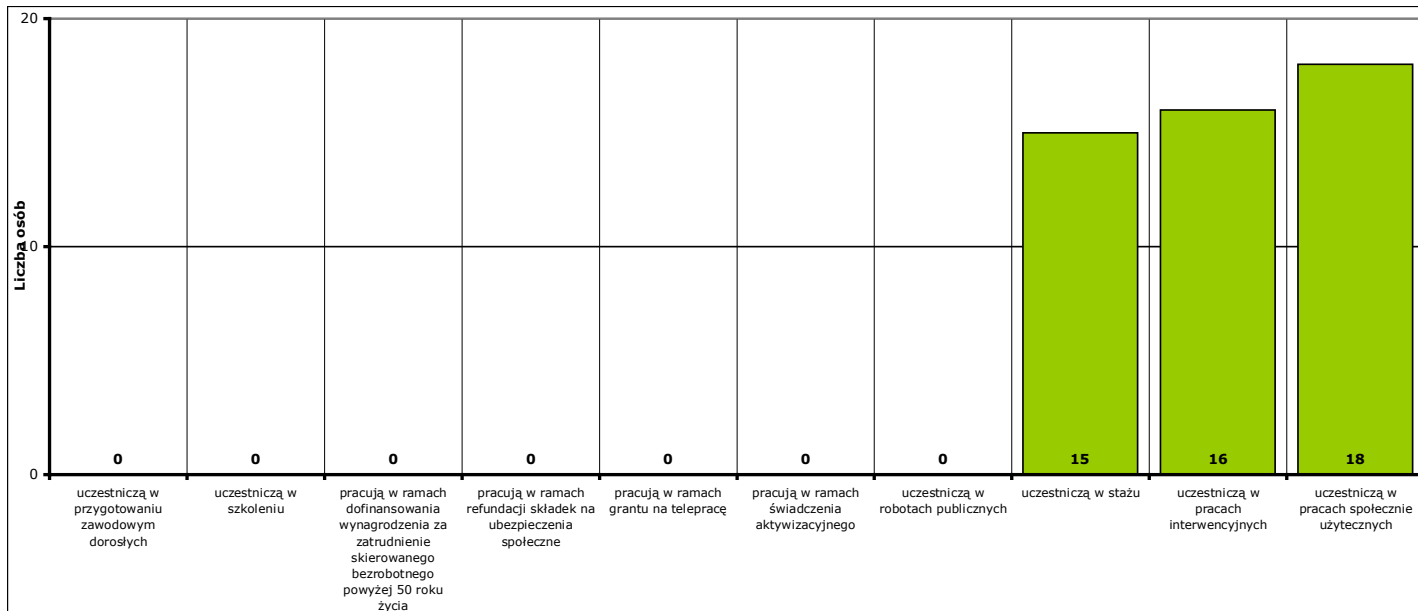 20
10
0
Liczba osób
0
0
0
0
0
0
0
15
16
18
uczestniczą w
przygotowaniu
zawodowym
dorosłych
uczestniczą w
szkoleniu
pracują w ramach
dofinansowania
wynagrodzenia za
zatrudnienie
skierowanego
bezrobotnego
powyżej 50 roku
życia
pracują w ramach
refundacji składek na
ubezpieczenia
społeczne
pracują w ramach
grantu na telepracę
pracują w ramach
świadczenia
aktywizacyjnego
uczestniczą w
robotach publicznych
uczestniczą w stażu
uczestniczą w
pracach
interwencyjnych
uczestniczą w
pracach społecznie
użytecznych